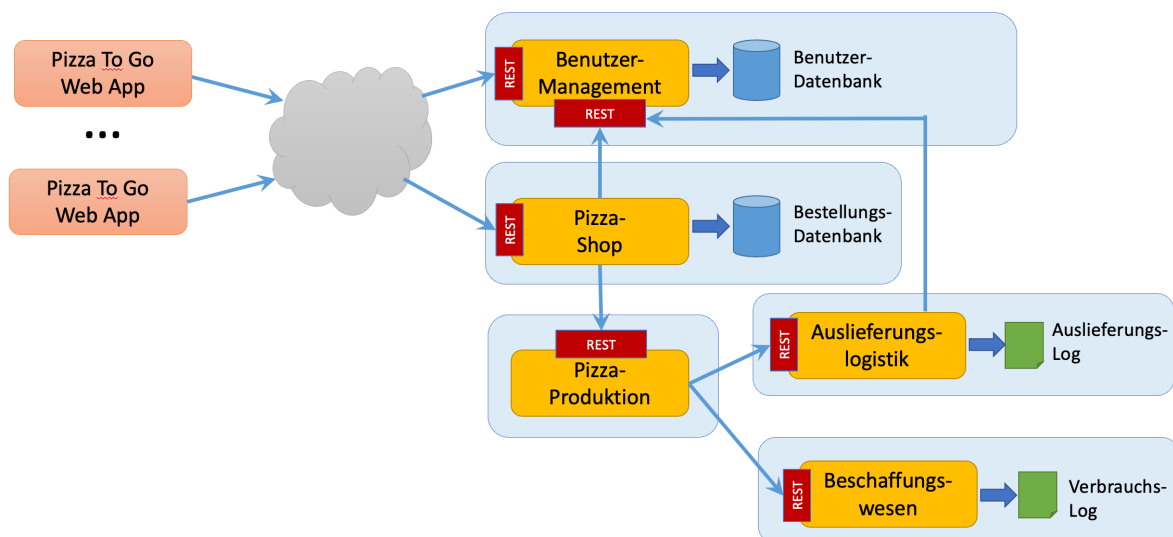 Pizza To Go
Web App
...
Pizza To Go
Web App
REST
Benutzer-
Management
REST
Benutzer-
Datenbank
REST
Pizza-
Shop
Bestellungs-
Datenbank
REST
Pizza-
Produktion
REST
Auslieferungs-
logistik
Auslieferungs-
Log
REST
Beschaffungs-
wesen
Verbrauchs-
Log